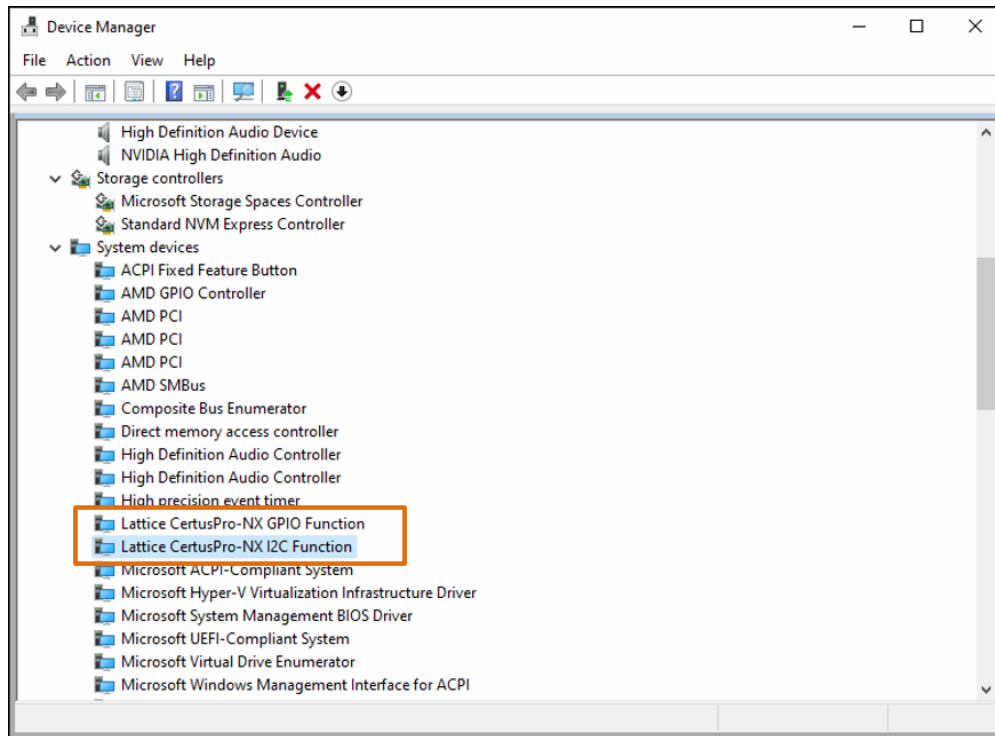 Device Manager
File Action View Help
High Definition Audio Device
NVIDIA High Definition Audio
Storage controllers
Microsoft Storage Spaces Controller
Standard NVM Express Controller
System devices
ACPI Fixed Feature Button
AMD GPIO Controller
AMD PCI
AMD PCI
AMD PCI
AMD SMBus
Composite Bus Enumerator
Direct memory access controller
High Definition Audio Controller
High Definition Audio Controller
High precision event timer
Lattice CertusPro-NX GPIO Function
Lattice CertusPro-NX I2C Function
Microsoft ACPI-Compliant System
Microsoft Hyper-V Virtualization Infrastructure Driver
Microsoft System Management BIOS Driver
Microsoft UEFI-Compliant System
Microsoft Virtual Drive Enumerator
Microsoft Windows Management Interface for ACPI